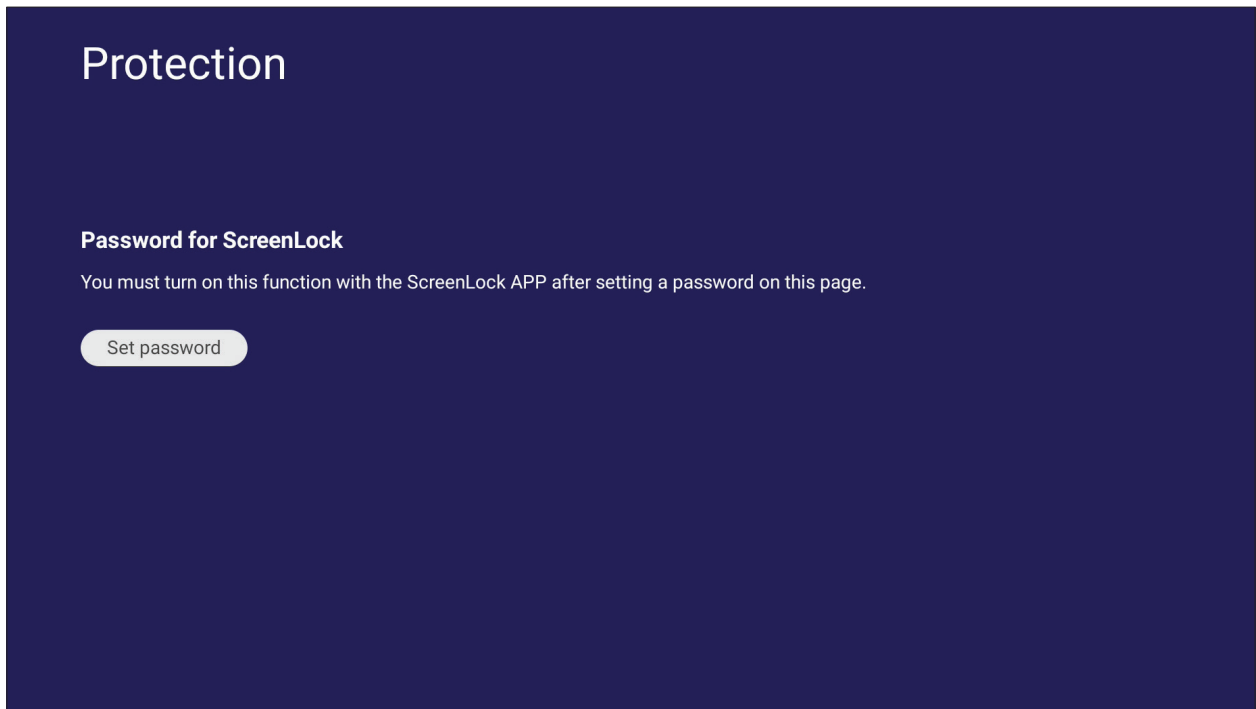 Protection
Password for ScreenLock
You must turn on this function with the ScreenLock APP after setting a password on this page.
Set password